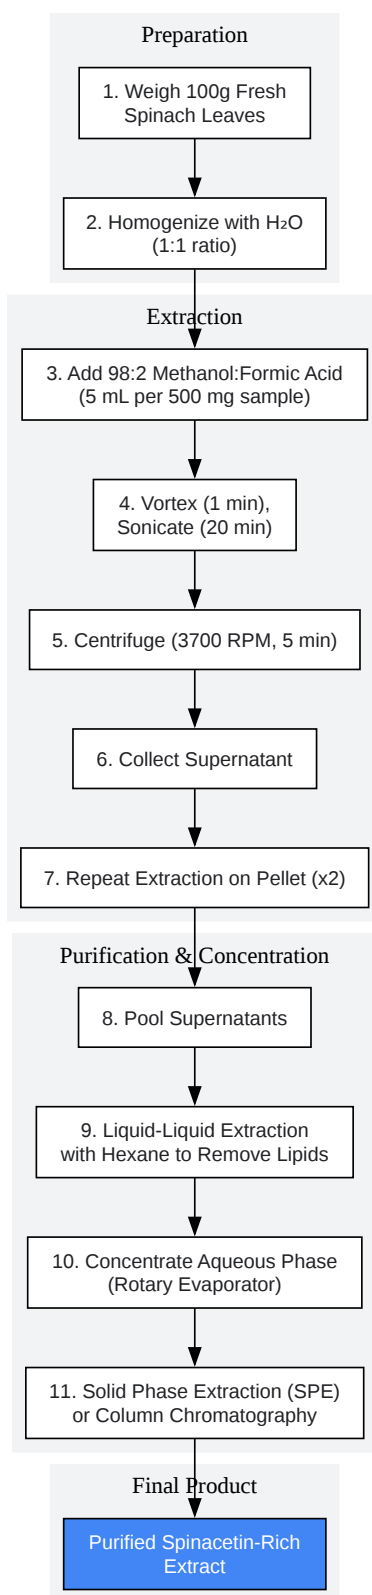 Preparation
1. Weigh 100g Fresh
Spinach Leaves
2. Homogenize with H₂O
(1:1 ratio)
Extraction
3. Add 98:2 Methanol:Formic Acid
(5 mL per 500 mg sample)
4. Vortex (1 min),
Sonicate (20 min)
5. Centrifuge (3700 RPM, 5 min)
6. Collect Supernatant
7. Repeat Extraction on Pellet (x2)
Purification & Concentration
8. Pool Supernatants
9. Liquid-Liquid Extraction
with Hexane to Remove Lipids
10. Concentrate Aqueous Phase
(Rotary Evaporator)
11. Solid Phase Extraction (SPE)
or Column Chromatography
Final Product
Purified Spinacetin-Rich
Extract